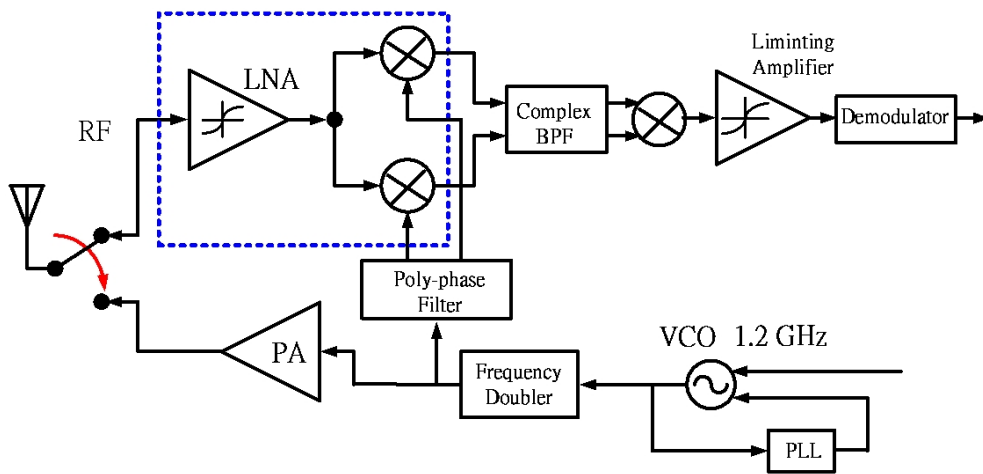 Liminting
Amplifier
LNA
RF
Complex
BPF
Demodulator
Poly-phase
Filter
PA
VCO 1.2 GHz
Frequency
Doubler
PLL